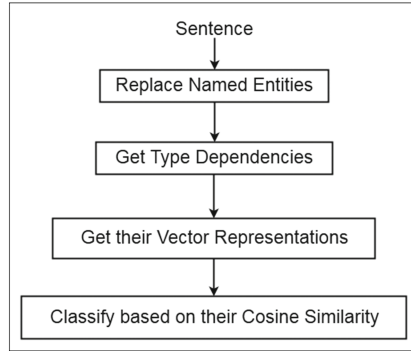 Sentence
Replace Named Entities
Get Type Dependencies
Get their Vector Representations
Classify based on their Cosine Similarity